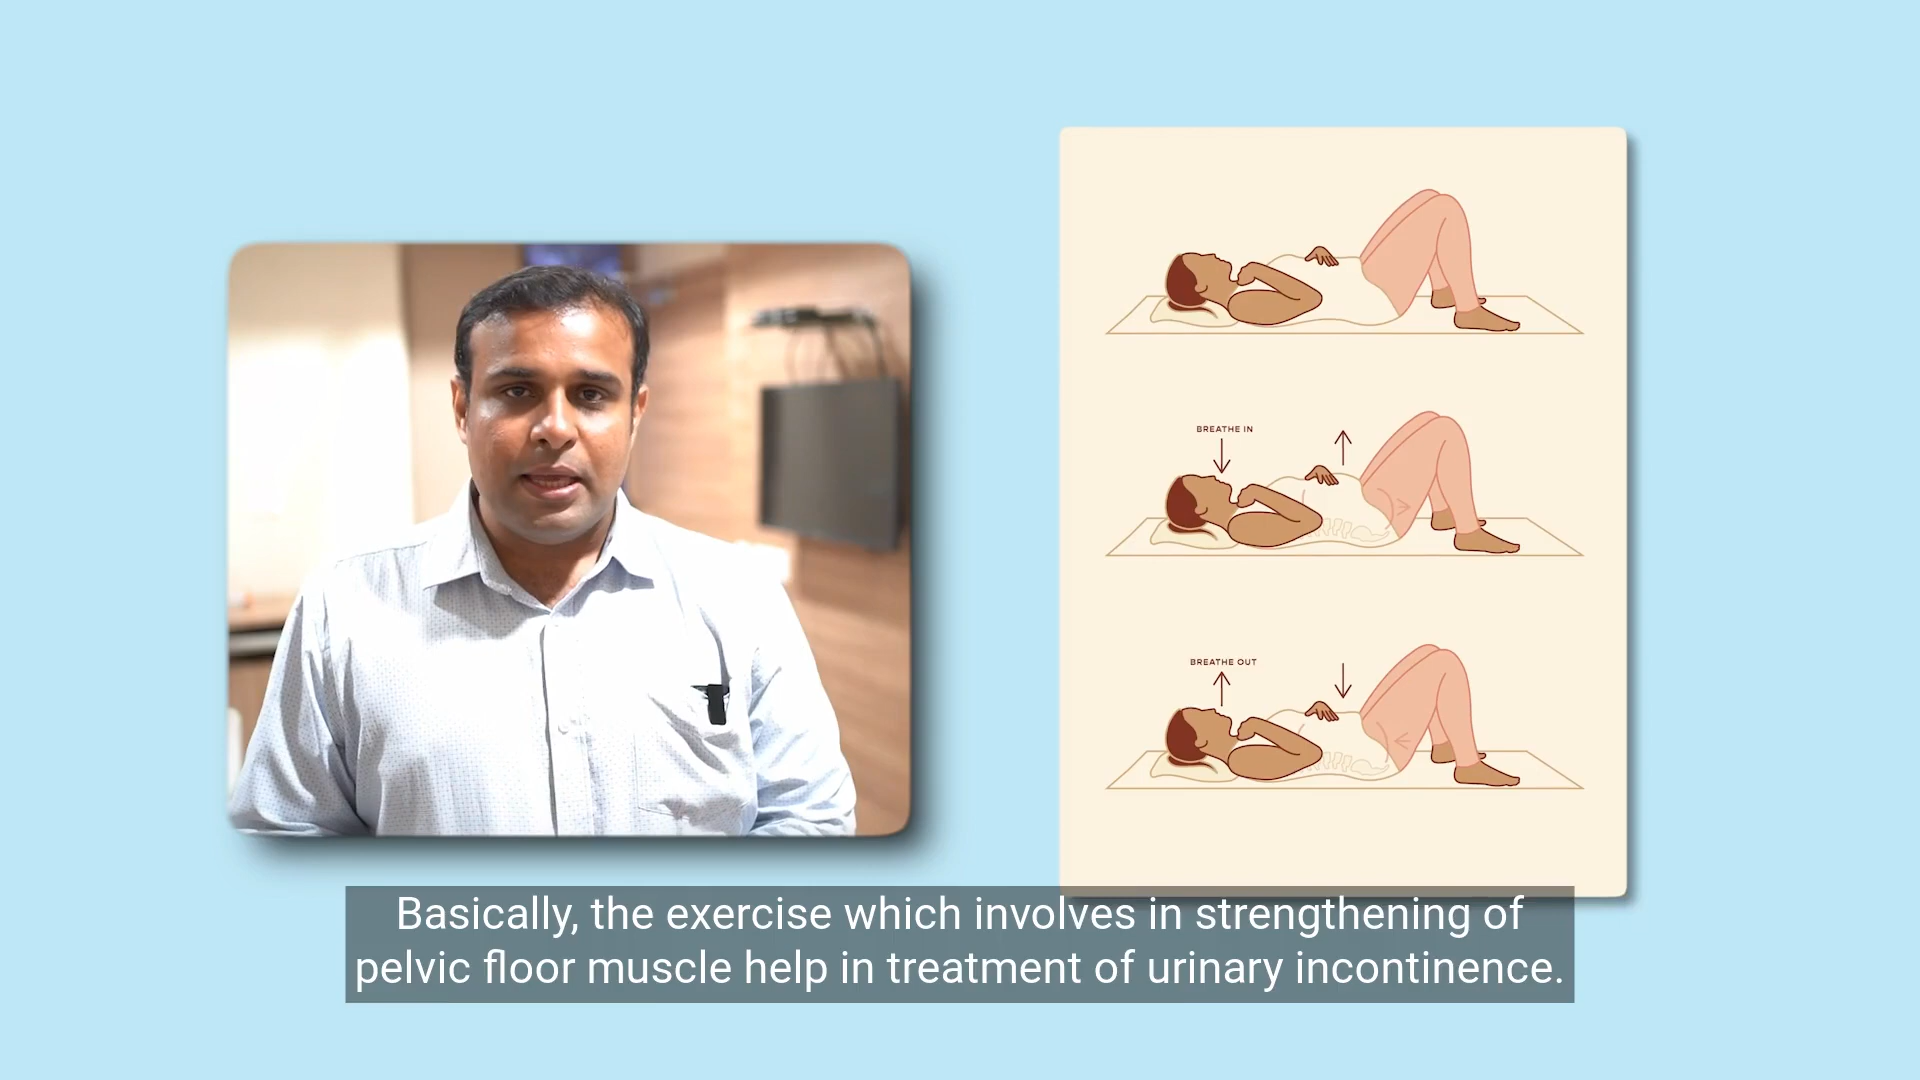 BREATHE IN
BREATHE OUT
Basically, the exercise which involves in strengthening of
pelvic floor muscle help in treatment of urinary incontinence.